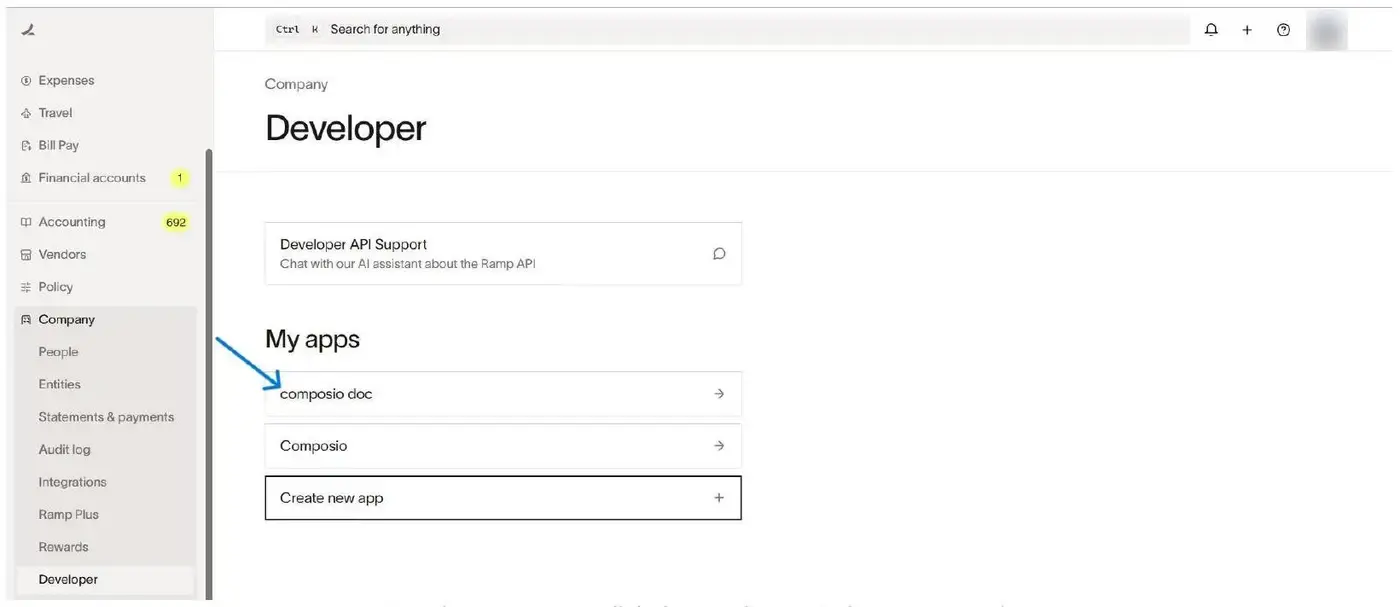 Ctrl K Search for anything
Expenses
Travel
Bill Pay
Financial accounts 1
Accounting 692
Vendors
Policy
Company
People
Entities
Statements & payments
Audit log
Integrations
Ramp Plus
Rewards
Developer
Company
Developer
Developer API Support
Chat with our AI assistant about the Ramp API
My apps
composio doc
Composio
Create new app